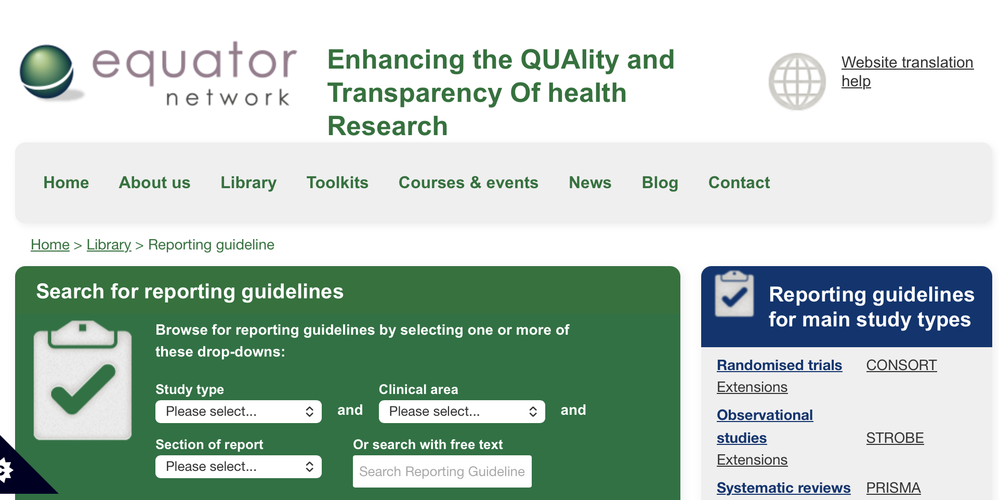 equator
network
Enhancing the QUAlity and
Transparency Of health
Research
Website translation
help
Home About us Library Toolkits Courses & events News Blog Contact
Home > Library > Reporting guideline
Search for reporting guidelines
Browse for reporting guidelines by selecting one or more of
these drop-downs:
Study type
Please select...
and
Clinical area
Please select...
and
Section of report
Please select...
Or search with free text
Search Reporting Guideline
Reporting guidelines
for main study types
Randomised trials CONSORT
Extensions
Observational
studies STROBE
Extensions
Systematic reviews PRISMA